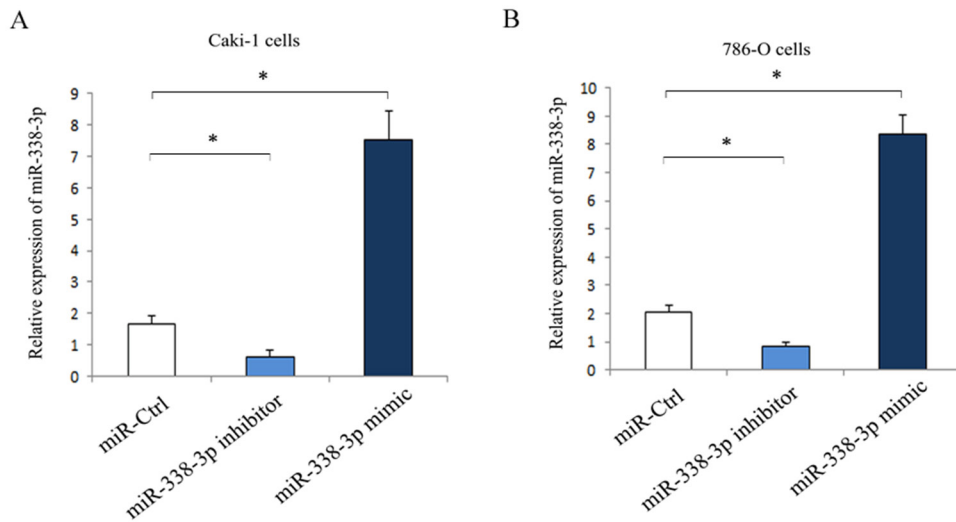 A
Caki-1 cells
Relative expression of miR-338-3p
9
8
7
6
5
4
3
2
1
0
*
*
miR-Ctrl
miR-338-3p inhibitor
miR-338-3p mimic
B
786-O cells
Relative expression of miR-338-3p
10
9
8
7
6
5
4
3
2
1
0
*
*
miR-Ctrl
miR-338-3p inhibitor
miR-338-3p mimic